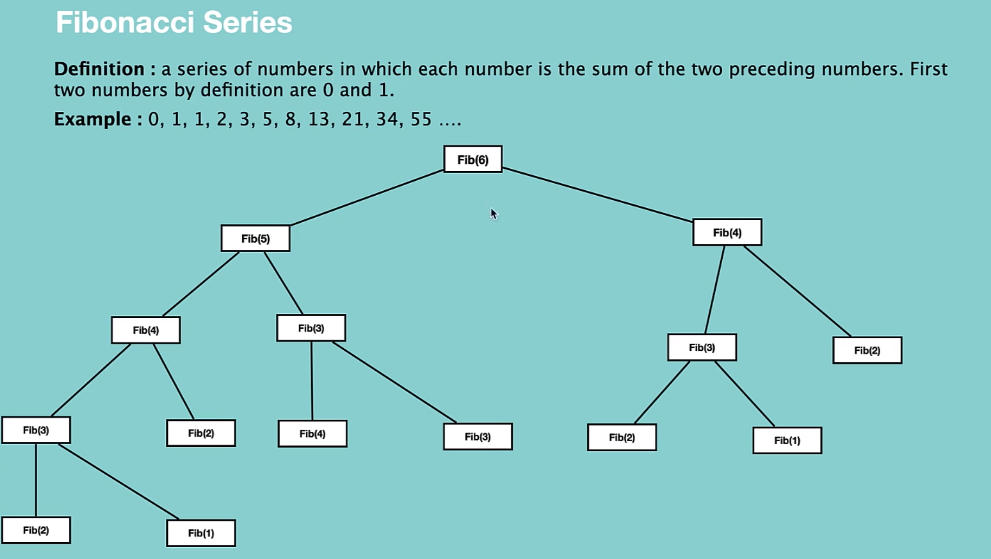 Fibonacci Series
Definition : a series of numbers in which each number is the sum of the two preceding numbers. First
two numbers by definition are 0 and 1.
Example : 0, 1, 1, 2, 3, 5, 8, 13, 21, 34, 55 ....
Fib(6)
Fib(5)
Fib(4)
Fib(4)
Fib(3)
Fib(3)
Fib(2)
Fib(3)
Fib(2)
Fib(4)
Fib(3)
Fib(2)
Fib(1)
Fib(2)
Fib(1)